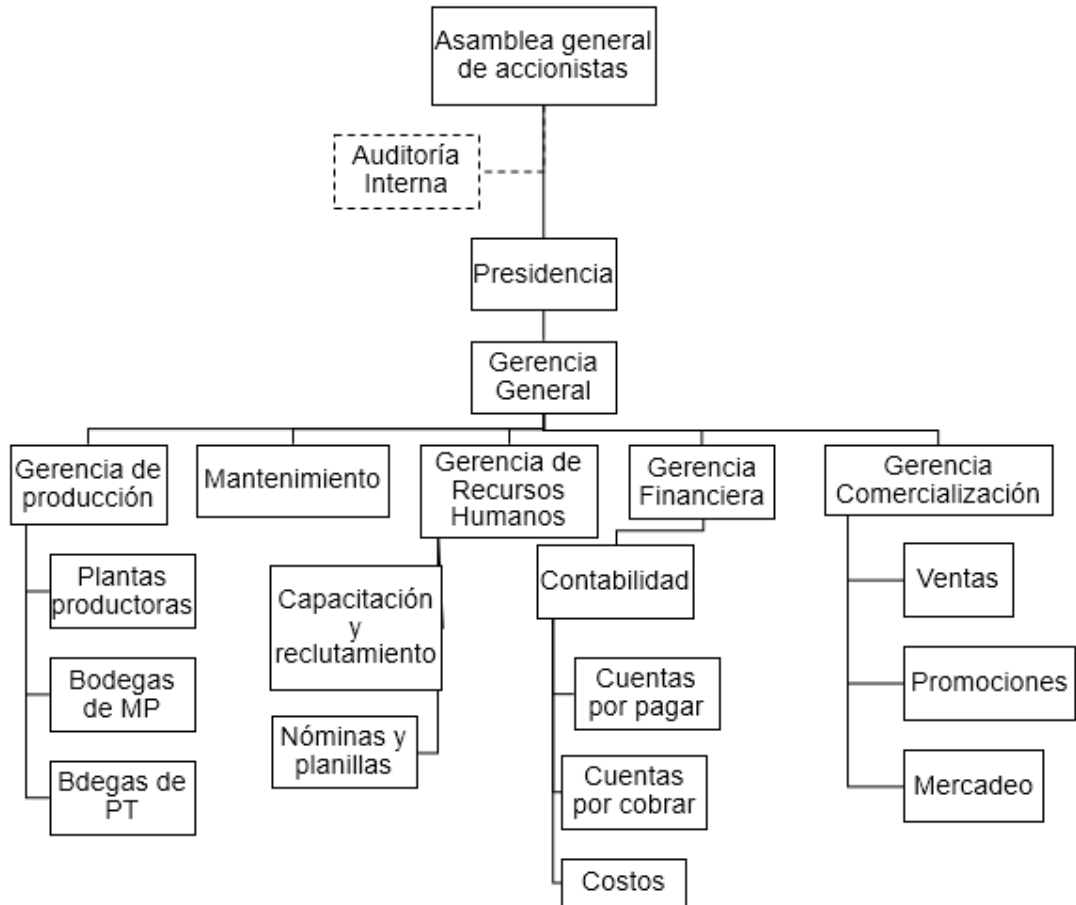 Asamblea general
de accionistas
Auditoría
Interna
Presidencia
Gerencia
General
Gerencia de
producción
Mantenimiento
Gerencia de
Recursos
Humanos
Gerencia
Financiera
Gerencia
Comercialización
Plantas
productoras
Bodegas
de MP
Bdegas de
PT
Capacitación
y
reclutamiento
Nóminas y
planillas
Contabilidad
Cuentas
por pagar
Cuentas
por cobrar
Costos
Ventas
Promociones
Mercadeo